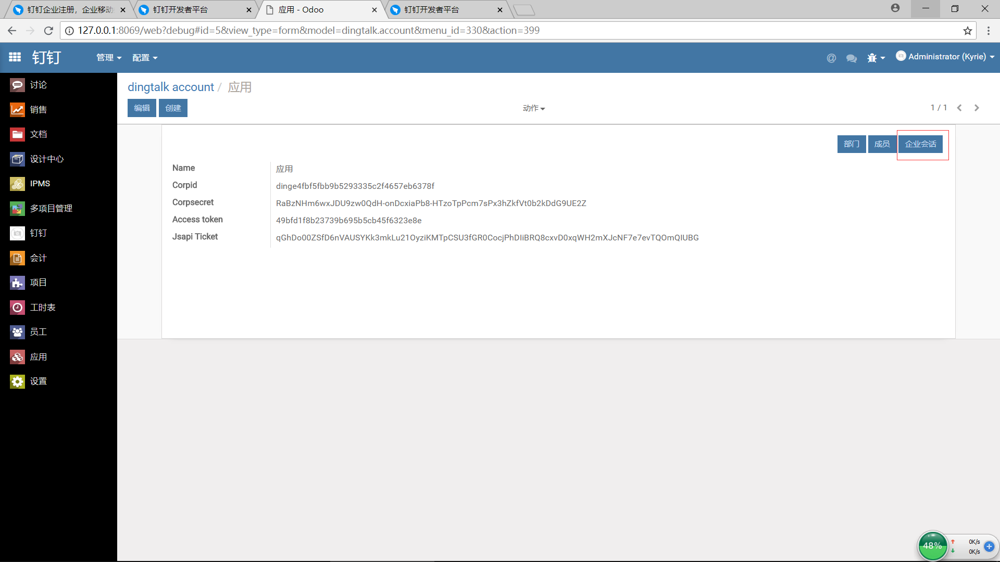 钉钉企业注册，企业移动
钉钉开发者平台
应用 - Odoo
钉钉开发者平台
127.0.0.1:8069/web?debug#id=5&view_type=form&model=dingtalk.account&menu_id=330&action=399
钉钉
管理
配置
Administrator (Kyrie)
讨论
销售
文档
设计中心
IPMS
多项目管理
钉钉
会计
项目
工时表
员工
应用
设置
dingtalk account / 应用
编辑
创建
动作
1 / 1
部门
成员
企业会话
Name 应用
Corpid dinge4fbf5fbb9b5293335c2f4657eb6378f
Corpsecret RaBzNHm6wxJDU9zw0QdH-onDcxiaPb8-HTzoTpPcm7sPx3hZkfVt0b2kDdG9UE2Z
Access token 49bfd1f8b23739b695b5cb45f6323e8e
Jsapi Ticket qGhDo00ZSfD6nVAUSYKk3mkLu21OyziKMTpCSU3fGR0CocjPhDIiBRQ8cxvD0xqWH2mXJcNF7e7evTQOmQIUBG
48%
0K/s
0K/s